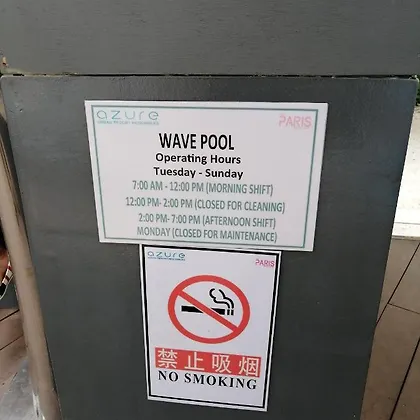 azure
PARIS
WAVE POOL
Operating Hours
Tuesday - Sunday
7:00 AM - 12:00 PM (MORNING SHIFT)
12:00 PM- 2:00 PM (CLOSED FOR CLEANING)
2:00 PM- 7:00 PM (AFTERNOON SHIFT)
MONDAY (CLOSED FOR MAINTENANCE)
azure
PARIS
禁止吸烟
NO SMOKING